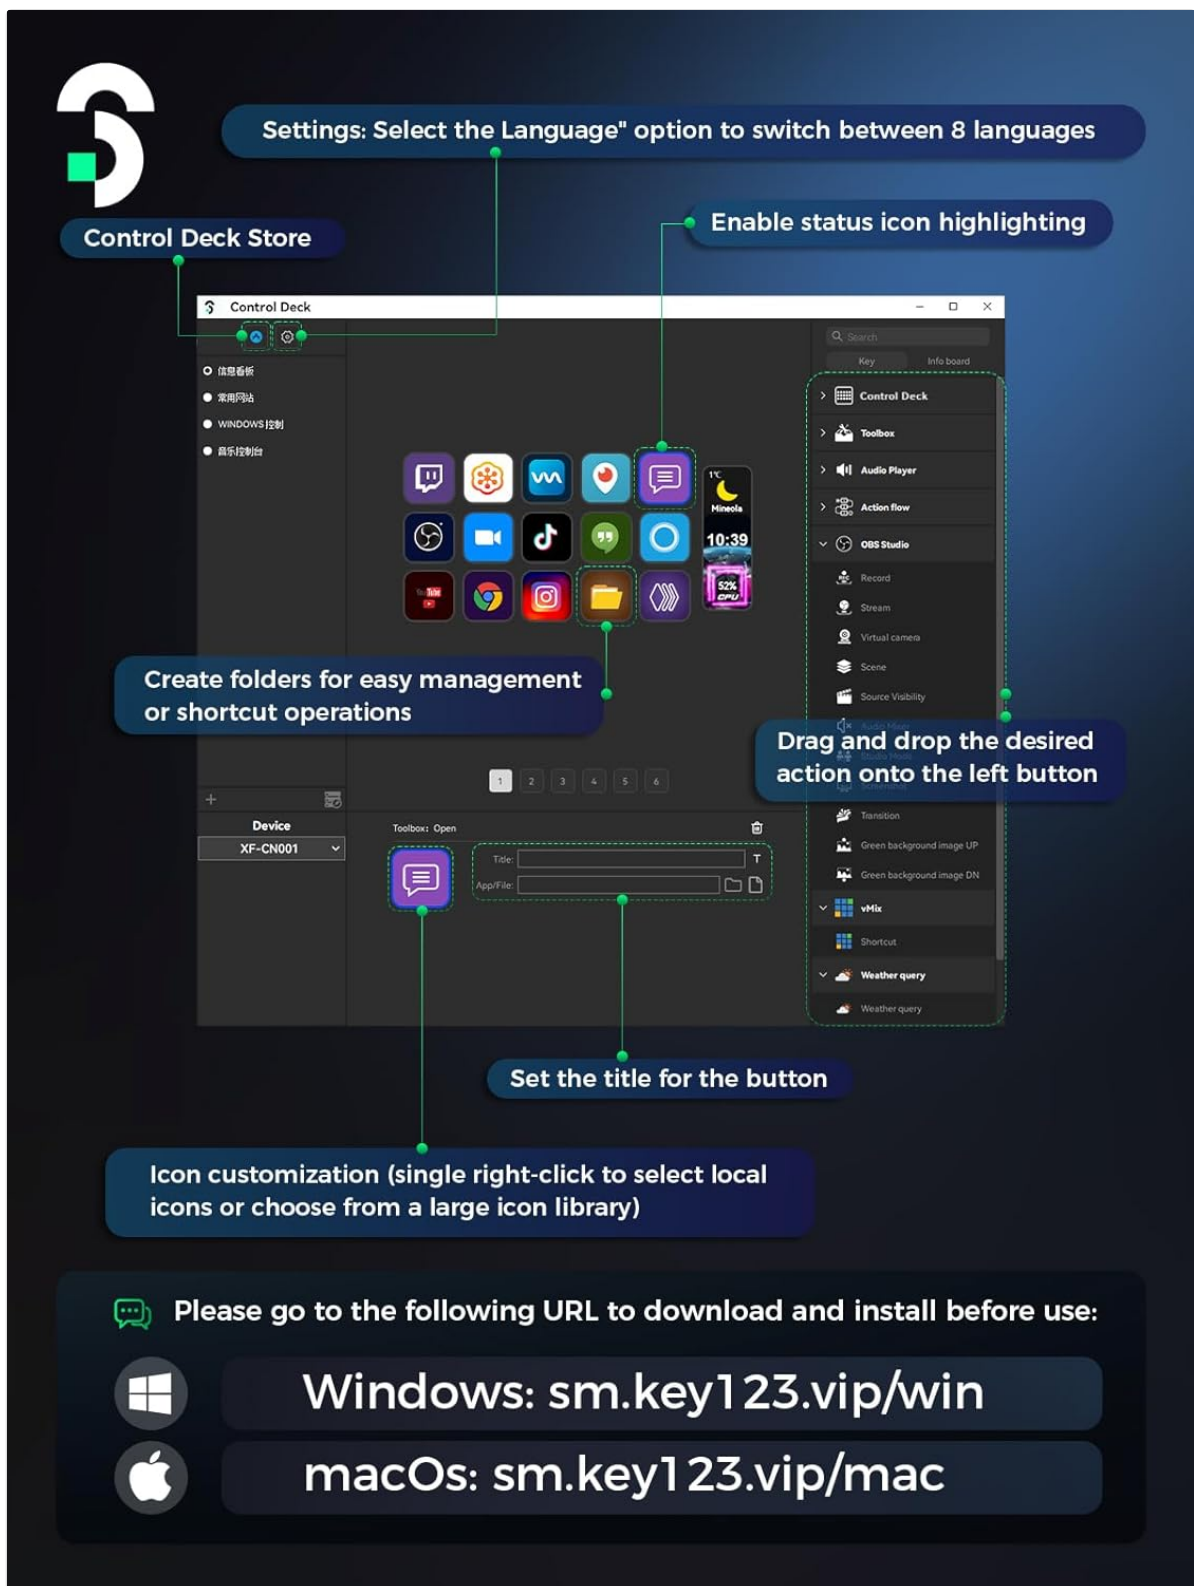 Settings: Select the Language" option to switch between 8 languages
Enable status icon highlighting
Control Deck Store
Control Deck
Search
Key Info board
信息看板
常用网站
WINDOWS控制
音乐控制台
Control Deck
Toolbox
Audio Player
Action flow
OBS Studio
Record
Stream
Virtual camera
Scene
Source Visibility
Audio Mixer
Studio Mode
Screenshot
Transition
Green background image UP
Green background image DN
vMix
Shortcut
Weather query
Weather query
1℃
Mineola
10:39
52%
CPU
YouTube
REC
Create folders for easy management
or shortcut operations
Drag and drop the desired
action onto the left button
1 2 3 4 5 6
Device
XF-CN001
Toolbox: Open
Title:
T
App/File:
Set the title for the button
Icon customization (single right-click to select local
icons or choose from a large icon library)
Please go to the following URL to download and install before use:
Windows: sm.key123.vip/win
macOs: sm.key123.vip/mac